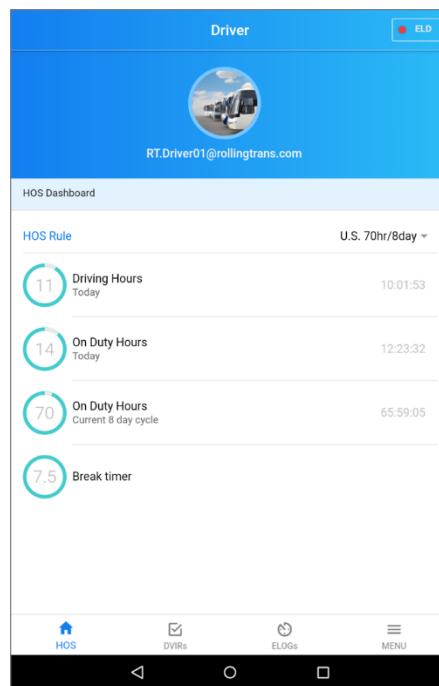 Driver
ELD
RT.Driver01@rollingtrans.com
HOS Dashboard
HOS Rule
U.S. 70hr/8day
11
Driving Hours
Today
10:01:53
14
On Duty Hours
Today
12:23:32
70
On Duty Hours
Current 8 day cycle
65:59:05
7.5
Break timer
HOS
DVIRs
ELOGs
MENU